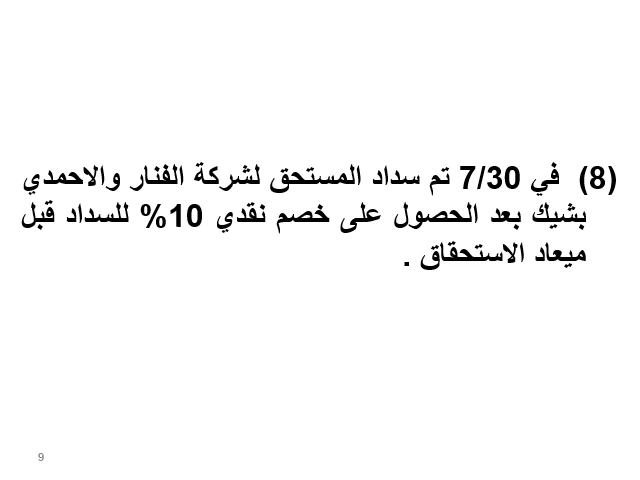 (8) في 7/30 تم سداد المستحق لشركة الفنار والاحمدي
بشيك بعد الحصول على خصم نقدي 10% للسداد قبل
ميعاد الاستحقاق .
9